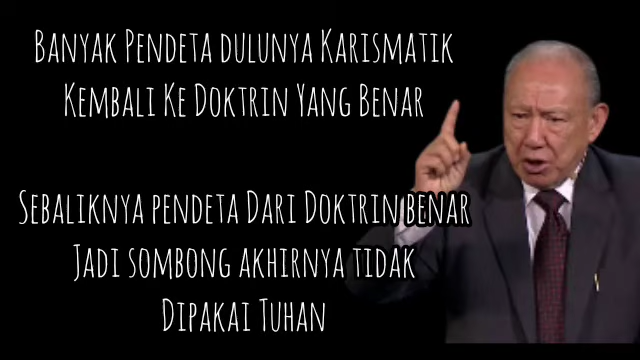 Banyak Pendeta dulunya Karismatik
Kembali Ke Doktrin Yang Benar
Sebaliknya pendeta Dari Doktrin benar
Jadi sombong akhirnya tidak
Dipakai Tuhan